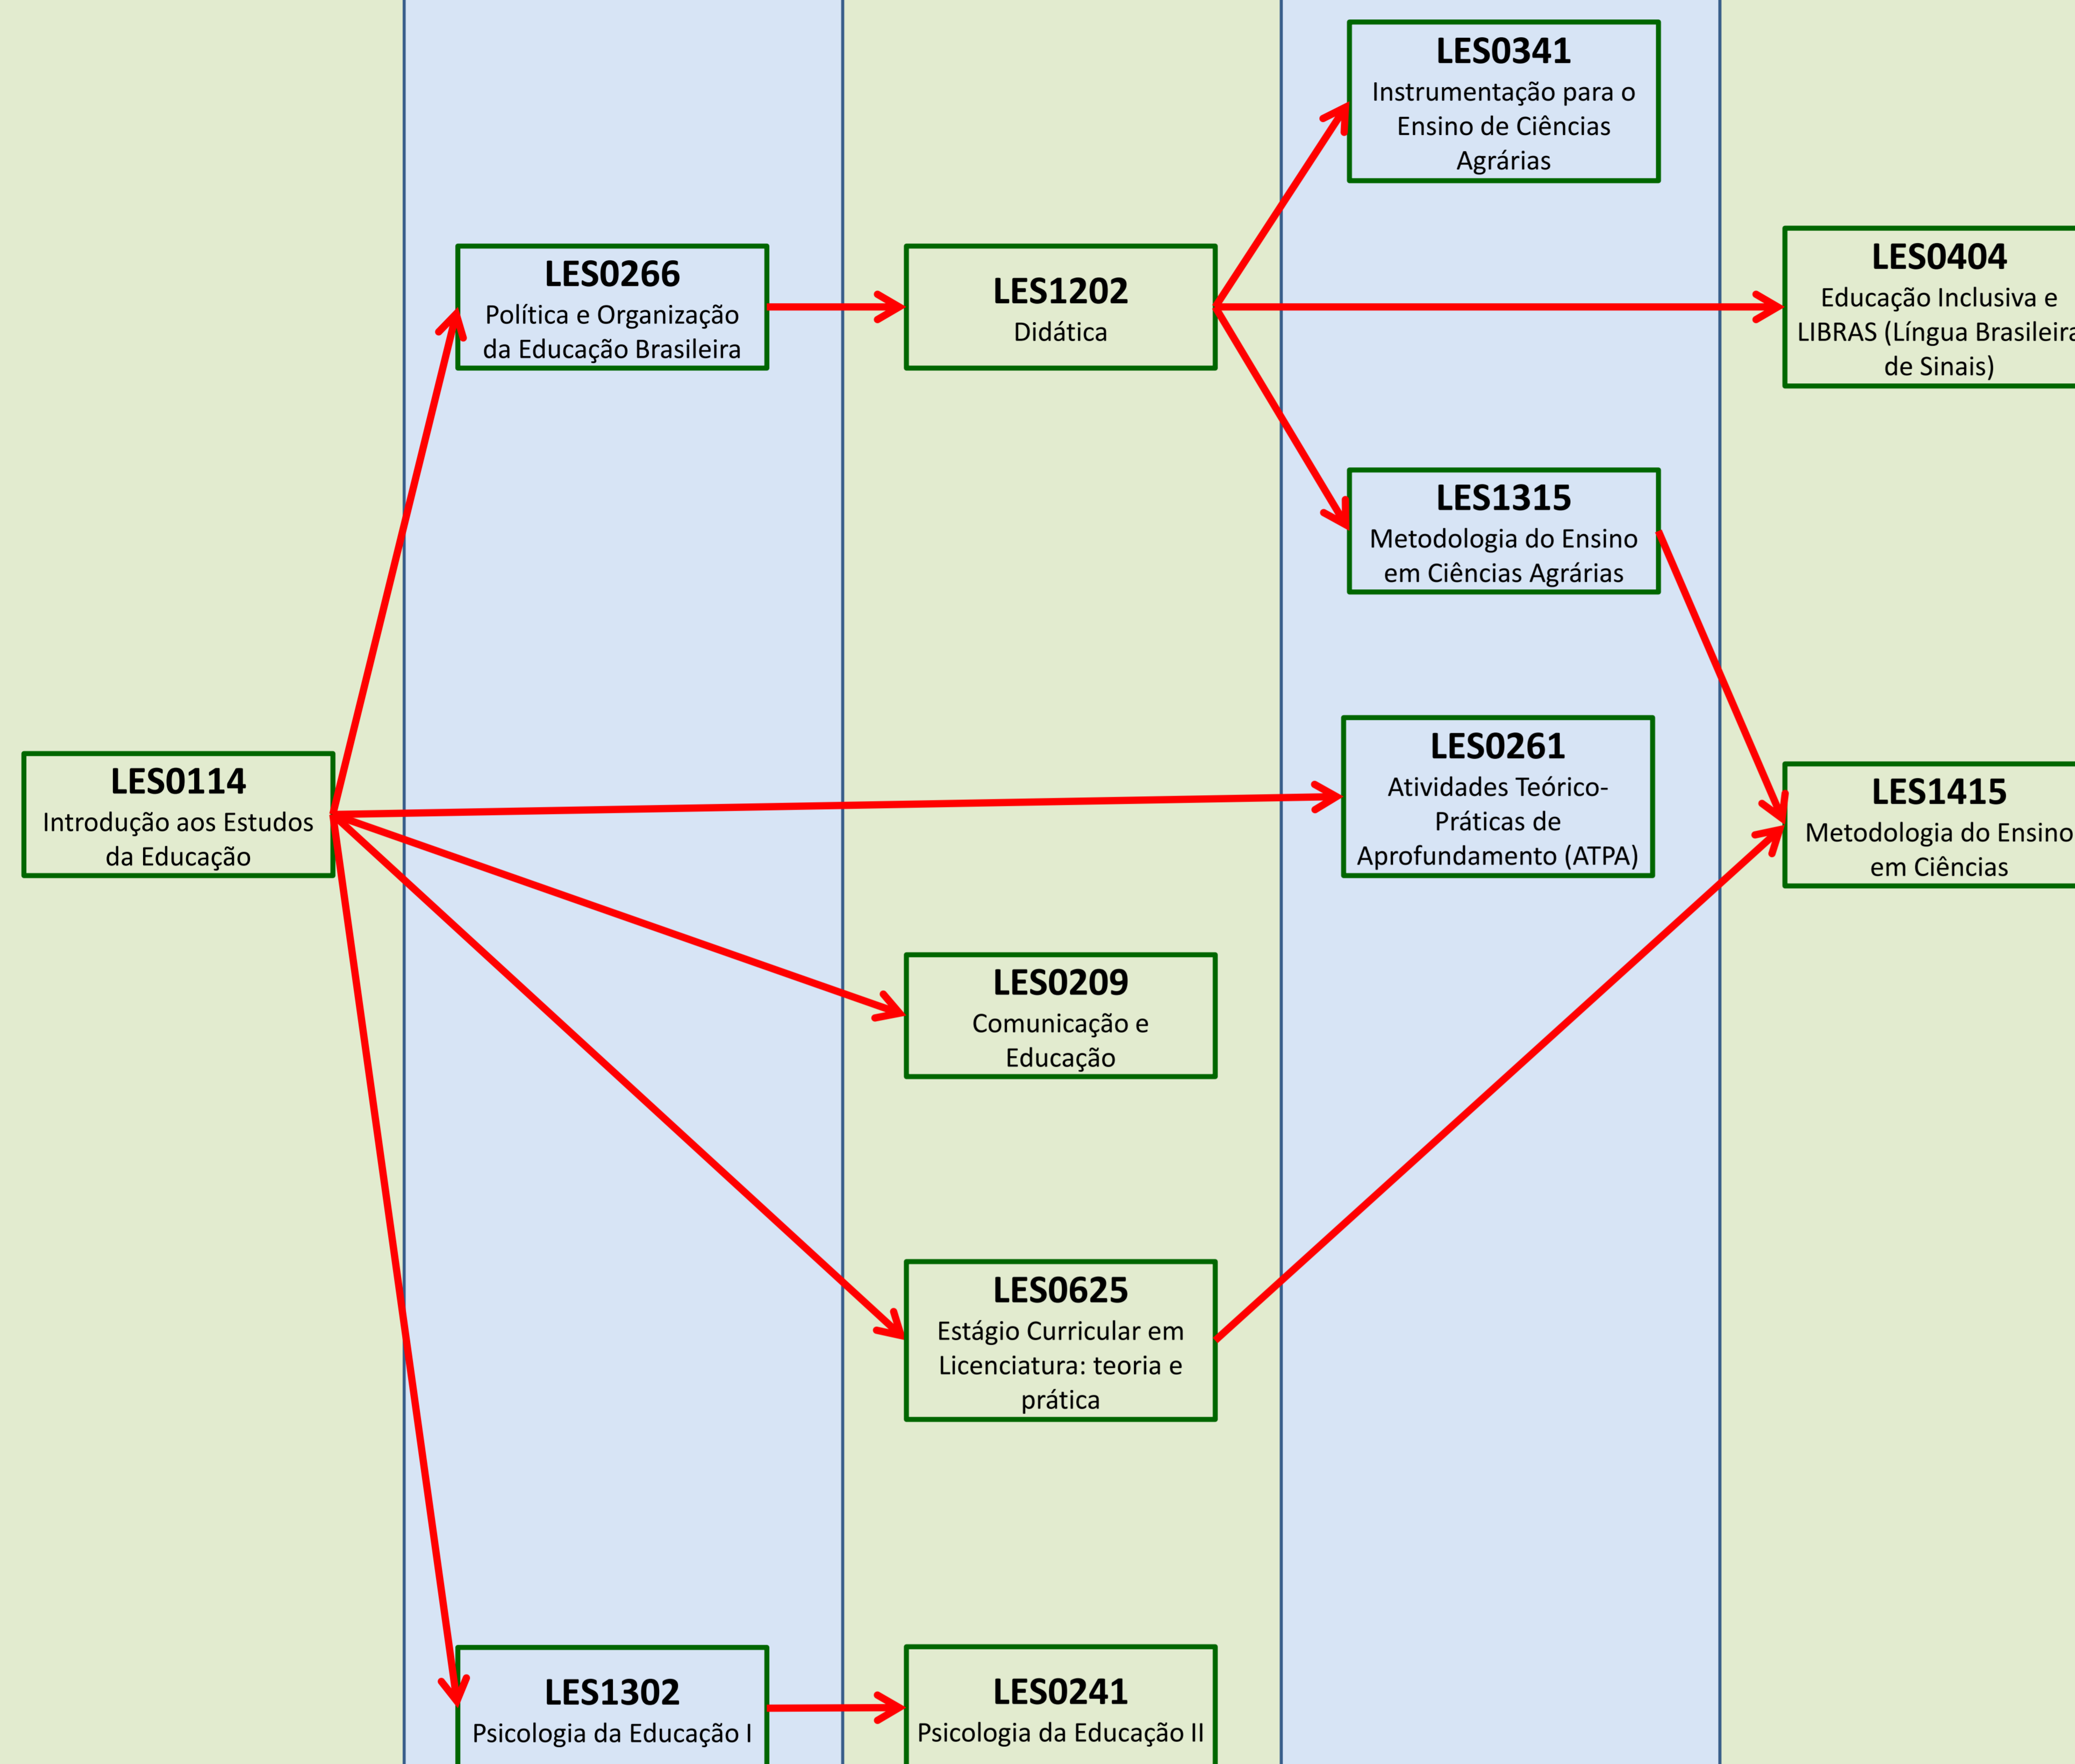 LES0341
Instrumentação para o
Ensino de Ciências
Agrárias
LES0266
Política e Organização
da Educação Brasileira
LES1202
Didática
LES0404
Educação Inclusiva e
LIBRAS (Língua Brasileira
de Sinais)
LES1315
Metodologia do Ensino
em Ciências Agrárias
LES0114
Introdução aos Estudos
da Educação
LES0261
Atividades Teórico-
Práticas de
Aprofundamento (ATPA)
LES1415
Metodologia do Ensino
em Ciências
LES0209
Comunicação e
Educação
LES0625
Estágio Curricular em
Licenciatura: teoria e
prática
LES1302
Psicologia da Educação I
LES0241
Psicologia da Educação II